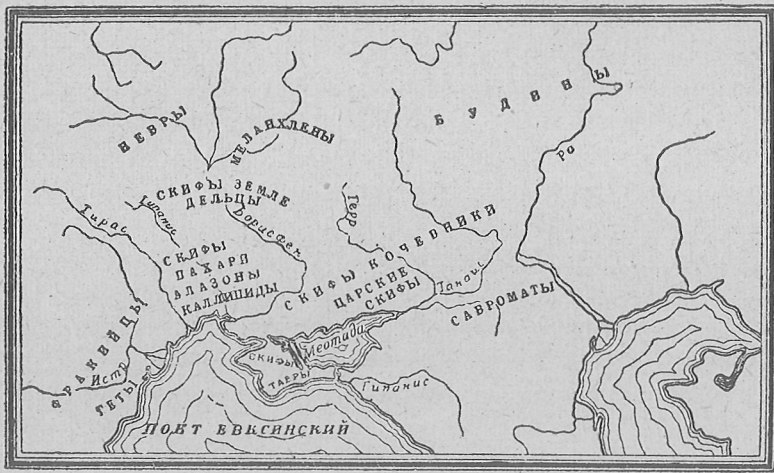 БУДИНЫ
НЕВРЫ
МЕЛАНХЛЕНЫ
Ра
СКИФЫ ЗЕМЛЕ
ДЕЛЬЦЫ
Тирас
Гипанис
Борисфен
Герр
СКИФЫ
ПАХАРИ
АЛАЗОНЫ
КАЛЛИПИДЫ
СКИФЫ КОЧЕВНИКИ
ЦАРСКИЕ
СКИФЫ
Танаис
САВРОМАТЫ
ФРАКИЙЦЫ
Меотида
СКИФЫ
ТАВРЫ
Истр
ГЕТЫ
Гипанис
ПОНТ ЕВКСИНСКИЙ